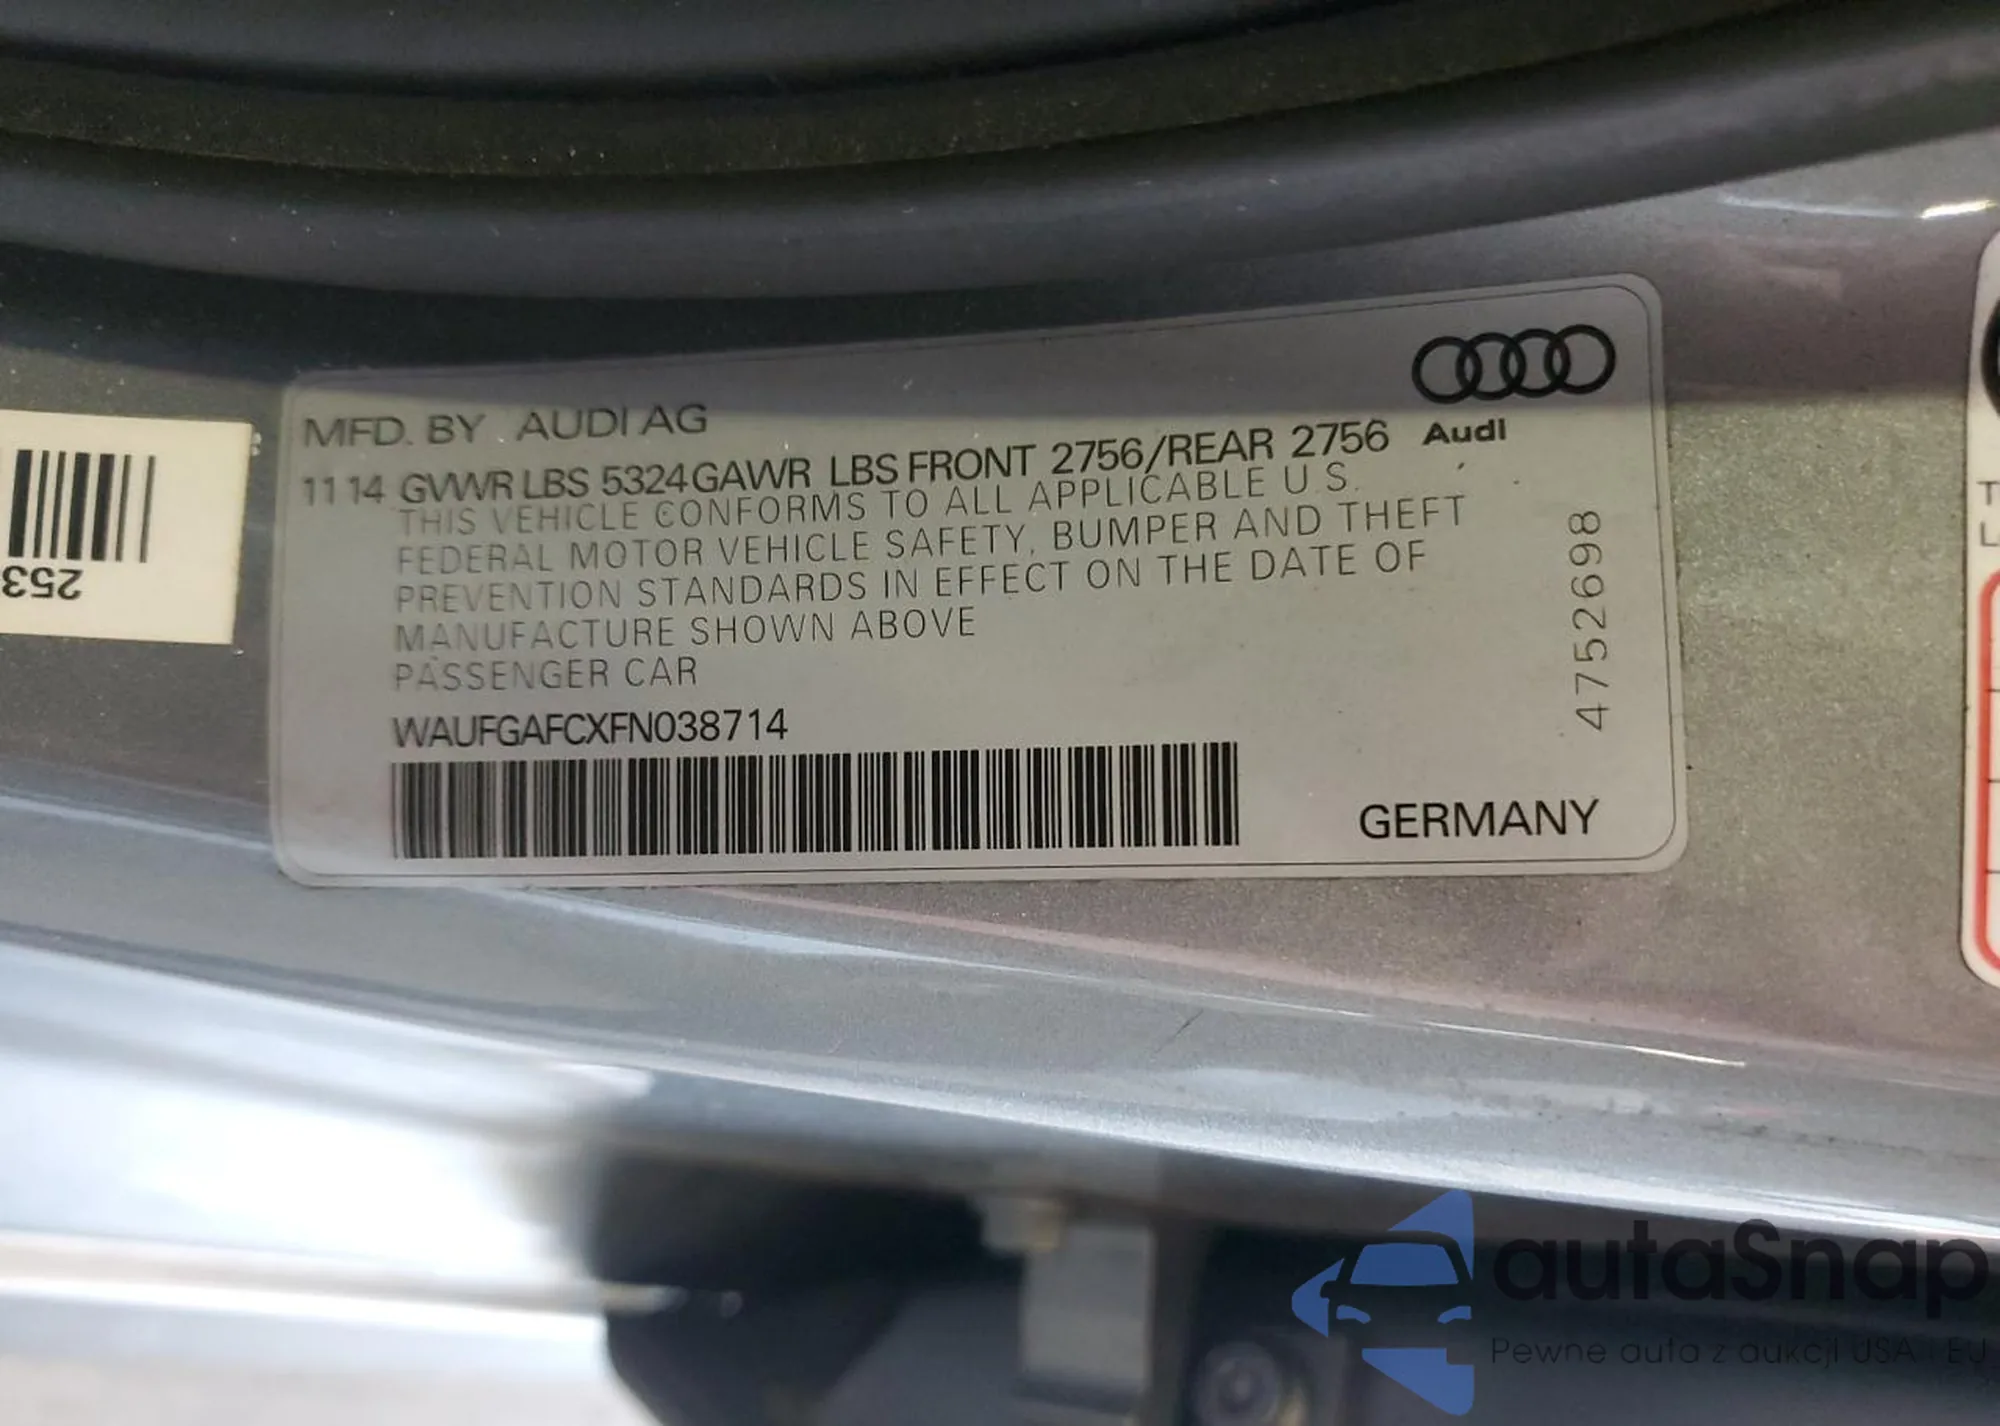 MFD. BY . AUDI AG
11 14 GVWR LBS 5324 GAWR LBS FRONT 2756/REAR 2756
Audi
THIS VEHICLE CONFORMS TO ALL APPLICABLE U.S.
FEDERAL MOTOR VEHICLE SAFETY, BUMPER AND THEFT
PREVENTION STANDARDS IN EFFECT ON THE DATE OF
MANUFACTURE SHOWN ABOVE
PASSENGER CAR
WAUFGAFCXFN038714
GERMANY
4752698
253
autaSnap
Pewne auta z aukcji USA i EU